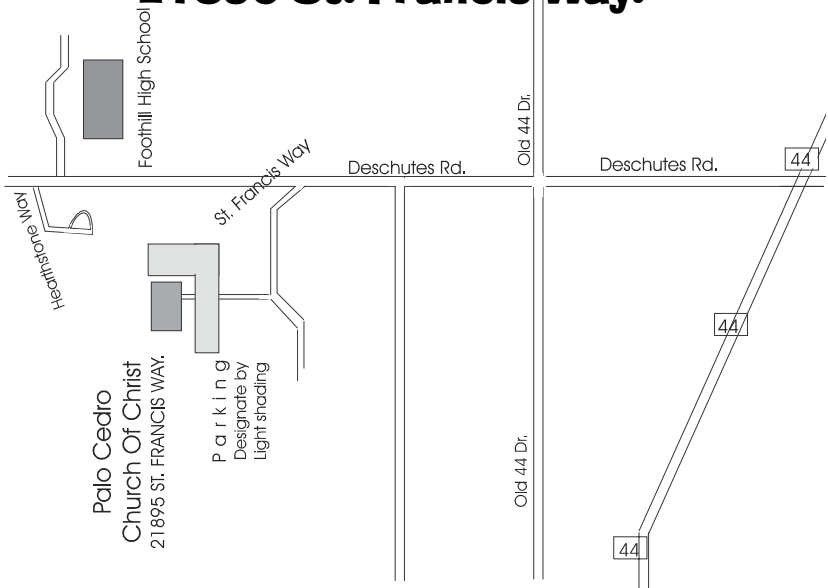 21895 St. Francis Way.
Foothill High School
Old 44 Dr.
St. Francis Way
Deschutes Rd.
Deschutes Rd.
44
Hearthstone Way
44
Palo Cedro
Church Of Christ
21895 ST. FRANCIS WAY.
Parking
Designate by
Light shading
Old 44 Dr.
44